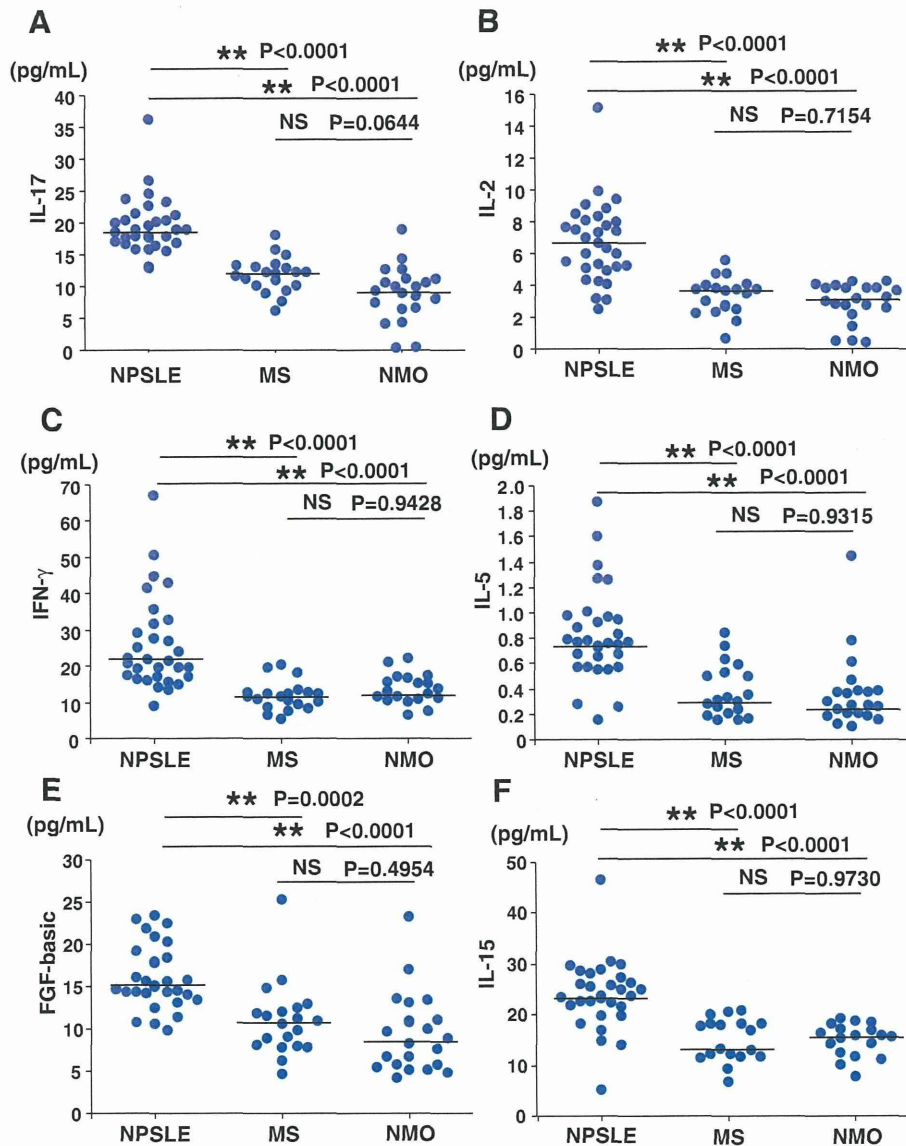 A
** P<0.0001
(pg/mL)
** P<0.0001
NS P=0.0644
IL-17
40
35
30
25
20
15
10
5
0
NPSLE MS NMO
B
** P<0.0001
(pg/mL)
** P<0.0001
NS P=0.7154
IL-2
16
14
12
10
8
6
4
2
0
NPSLE MS NMO
C
** P<0.0001
(pg/mL)
** P<0.0001
NS P=0.9428
IFN-γ
70
60
50
40
30
20
10
0
NPSLE MS NMO
D
** P<0.0001
(pg/mL)
** P<0.0001
NS P=0.9315
IL-5
2.0
1.8
1.6
1.4
1.2
1.0
0.8
0.6
0.4
0.2
0
NPSLE MS NMO
E
** P=0.0002
(pg/mL)
** P<0.0001
NS P=0.4954
FGF-basic
30
25
20
15
10
5
0
NPSLE MS NMO
F
** P<0.0001
(pg/mL)
** P<0.0001
NS P=0.9730
IL-15
50
40
30
20
10
0
NPSLE MS NMO